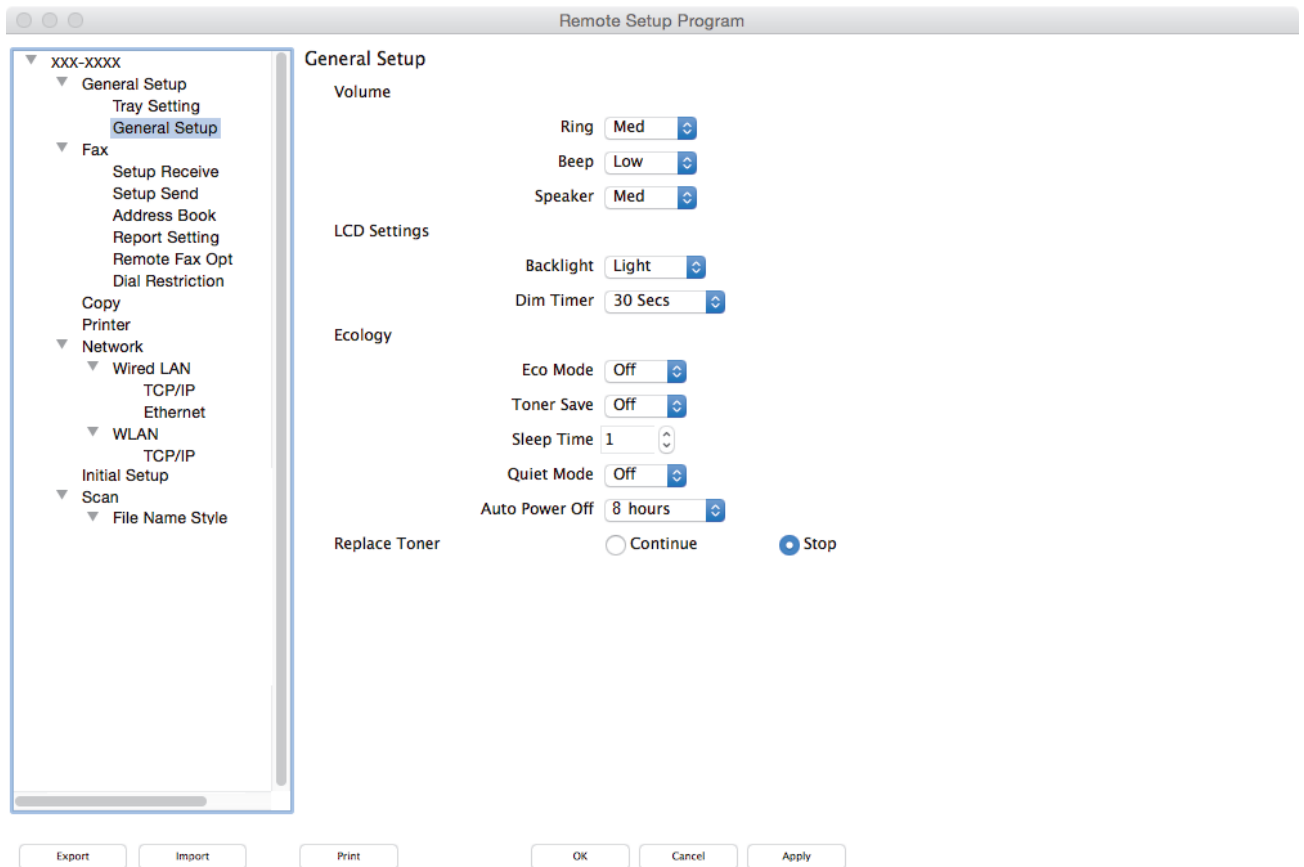 Remote Setup Program
XXX-XXXX
General Setup
Tray Setting
General Setup
Fax
Setup Receive
Setup Send
Address Book
Report Setting
Remote Fax Opt
Dial Restriction
Copy
Printer
Network
Wired LAN
TCP/IP
Ethernet
WLAN
TCP/IP
Initial Setup
Scan
File Name Style
General Setup
Volume
Ring Med
Beep Low
Speaker Med
LCD Settings
Backlight Light
Dim Timer 30 Secs
Ecology
Eco Mode Off
Toner Save Off
Sleep Time 1
Quiet Mode Off
Auto Power Off 8 hours
Replace Toner Continue Stop
Export Import Print OK Cancel Apply